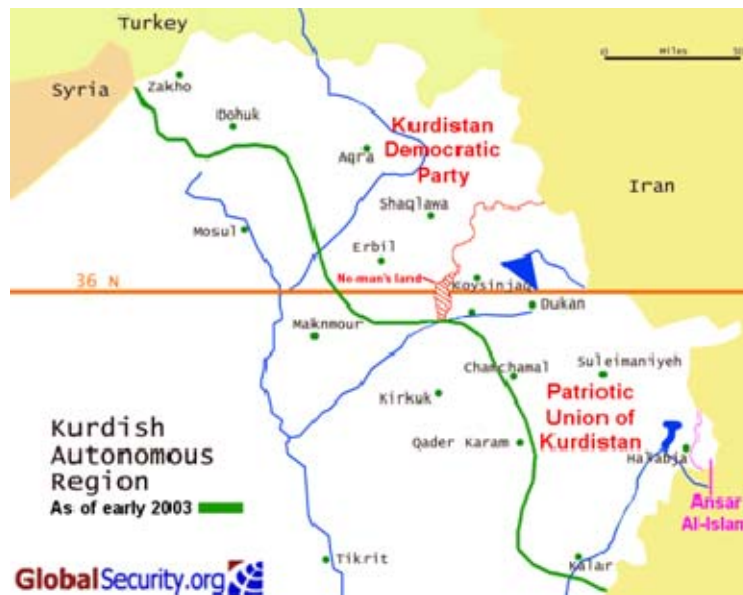 Turkey
Syria
Zakho
Dohuk
Aqra
Kurdistan
Democratic
Party
Iran
Miles
Shaqlawa
Mosul
Erbil
36 N
No-man's land
Koysinjaq
Dukan
Maknmour
Chamchamal
Suleimaniyeh
Kirkuk
Patriotic
Union of
Kurdistan
Qader Karam
Halabja
Kurdish
Autonomous
Region
As of early 2003
Ansar
Al-Islam
Tikrit
Kalar
GlobalSecurity.org